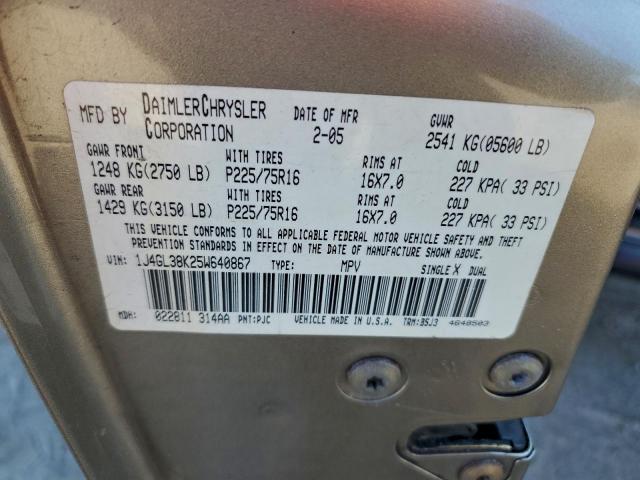 MFD BY DAIMLERCHRYSLER CORPORATION DATE OF MFR 2-05 GVWR 2541 KG(05600 LB)
GAWR FRONT WITH TIRES RIMS AT COLD
1248 KG(2750 LB) P225/75R16 16X7.0 227 KPA( 33 PSI)
GAWR REAR WITH TIRES RIMS AT COLD
1429 KG(3150 LB) P225/75R16 16X7.0 227 KPA( 33 PSI)
THIS VEHICLE CONFORMS TO ALL APPLICABLE FEDERAL MOTOR VEHICLE SAFETY AND THEFT
PREVENTION STANDARDS IN EFFECT ON THE DATE OF MANUFACTURE SHOWN ABOVE.
VIN: 1J4GL38K25W640867 TYPE: MPV SINGLE X DUAL
MDH: 022811 314AA PNT:PJC VEHICLE MADE IN U.S.A. TRM:BSJ3 4648503